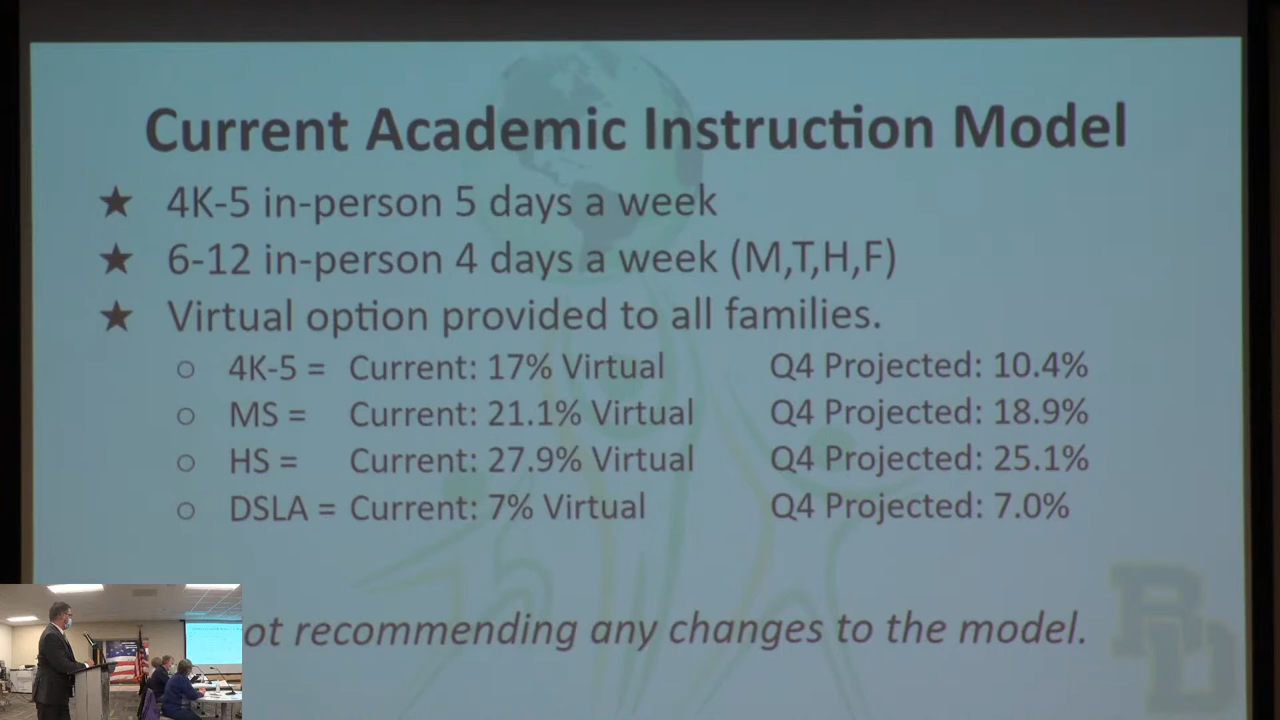 Current Academic Instruction Model
★ 4K-5 in-person 5 days a week
★ 6-12 in-person 4 days a week (M,T,H,F)
★ Virtual option provided to all families.
○ 4K-5 = Current: 17% Virtual Q4 Projected: 10.4%
○ MS = Current: 21.1% Virtual Q4 Projected: 18.9%
○ HS = Current: 27.9% Virtual Q4 Projected: 25.1%
○ DSLA = Current: 7% Virtual Q4 Projected: 7.0%
ot recommending any changes to the model.